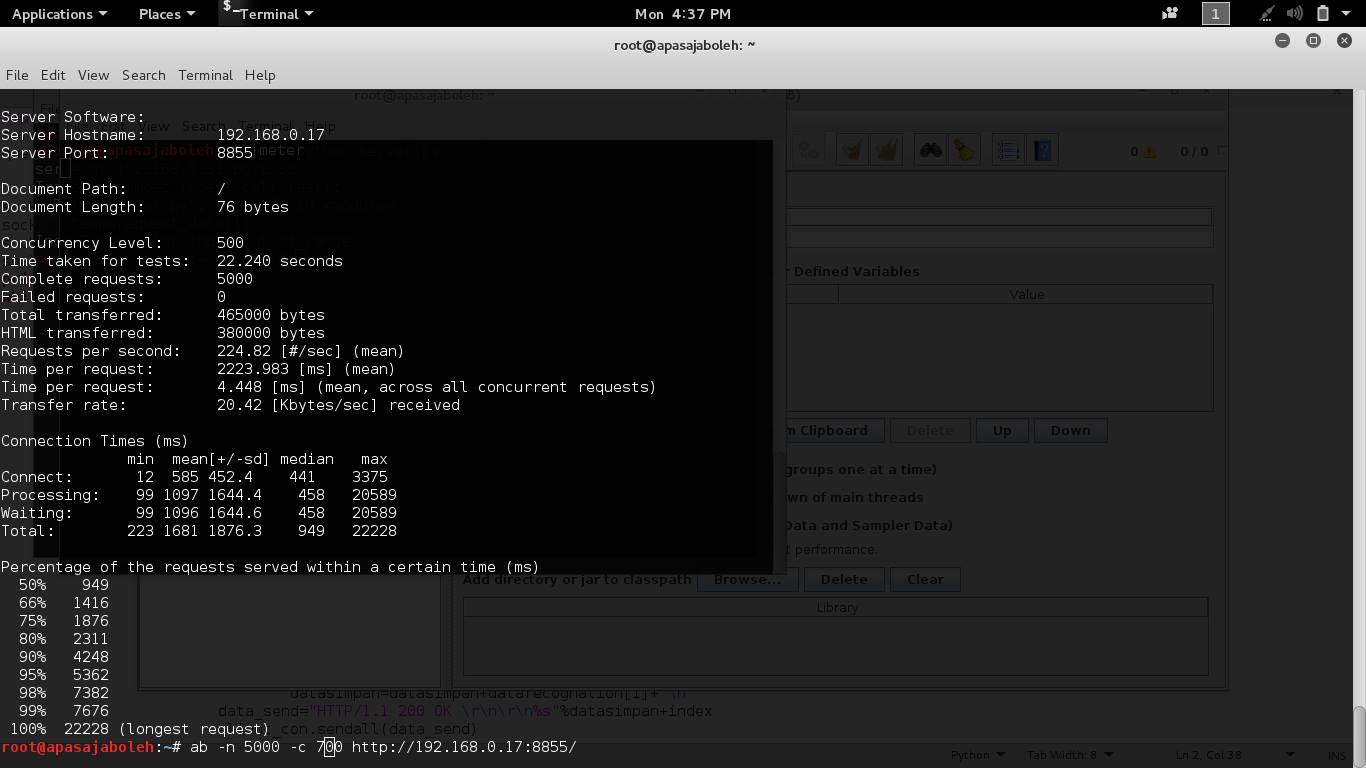 Applications Places Terminal Mon 4:37 PM 1
root@apasajaboleh: ~
File Edit View Search Terminal Help
root@apasajaboleh: ~
View Search Terminal Help
Server Software:
Server Hostname: 192.168.0.17
apasajaboleh jmeter
Server Port: 8855
0 0 / 0
Document Path: /
Document Length: 76 bytes
Concurrency Level: 500
Time taken for tests: 22.240 seconds
Defined Variables
Complete requests: 5000
Failed requests: 0
Value
Total transferred: 465000 bytes
HTML transferred: 380000 bytes
Requests per second: 224.82 [#/sec] (mean)
Time per request: 2223.983 [ms] (mean)
Time per request: 4.448 [ms] (mean, across all concurrent requests)
Transfer rate: 20.42 [Kbytes/sec] received
Clipboard Delete Up Down
Connection Times (ms)
min mean[+/-sd] median max
groups one at a time)
Connect: 12 585 452.4 441 3375
Processing: 99 1097 1644.4 458 20589
wn of main threads
Waiting: 99 1096 1644.6 458 20589
Total: 223 1681 1876.3 949 22228
Data and Sampler Data)
t performance.
Percentage of the requests served within a certain time (ms)
Add directory or jar to classpath Browse... Delete Clear
50% 949
66% 1416
Library
75% 1876
80% 2311
90% 4248
95% 5362
98% 7382
datasimpan=datasimpan+datarecognation[i]+"\n"
99% 7676
data_send="HTTP/1.1 200 OK \r\n\r\n%s"%datasimpan+index
100% 22228 (longest request)
_con.sendall(data_send)
root@apasajaboleh:~# ab -n 5000 -c 700 http://192.168.0.17:8855/
Python Tab Width: 8 Ln 2, Col 38 INS